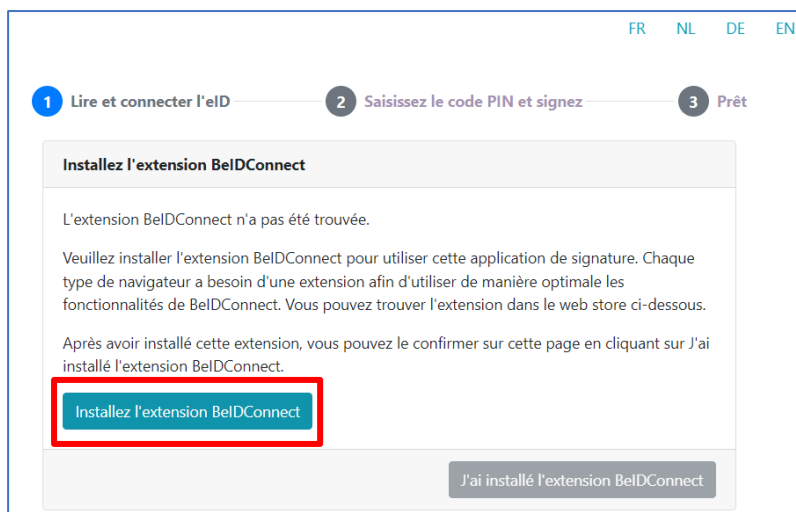 FR NL DE EN
1 Lire et connecter l'eID 2 Saisissez le code PIN et signez 3 Prêt
Installez l'extension BeIDConnect
L'extension BeIDConnect n'a pas été trouvée.
Veuillez installer l'extension BeIDConnect pour utiliser cette application de signature. Chaque
type de navigateur a besoin d'une extension afin d'utiliser de manière optimale les
fonctionnalités de BeIDConnect. Vous pouvez trouver l'extension dans le web store ci-dessous.
Après avoir installé cette extension, vous pouvez le confirmer sur cette page en cliquant sur J'ai
installé l'extension BeIDConnect.
Installez l'extension BeIDConnect
J'ai installé l'extension BeIDConnect